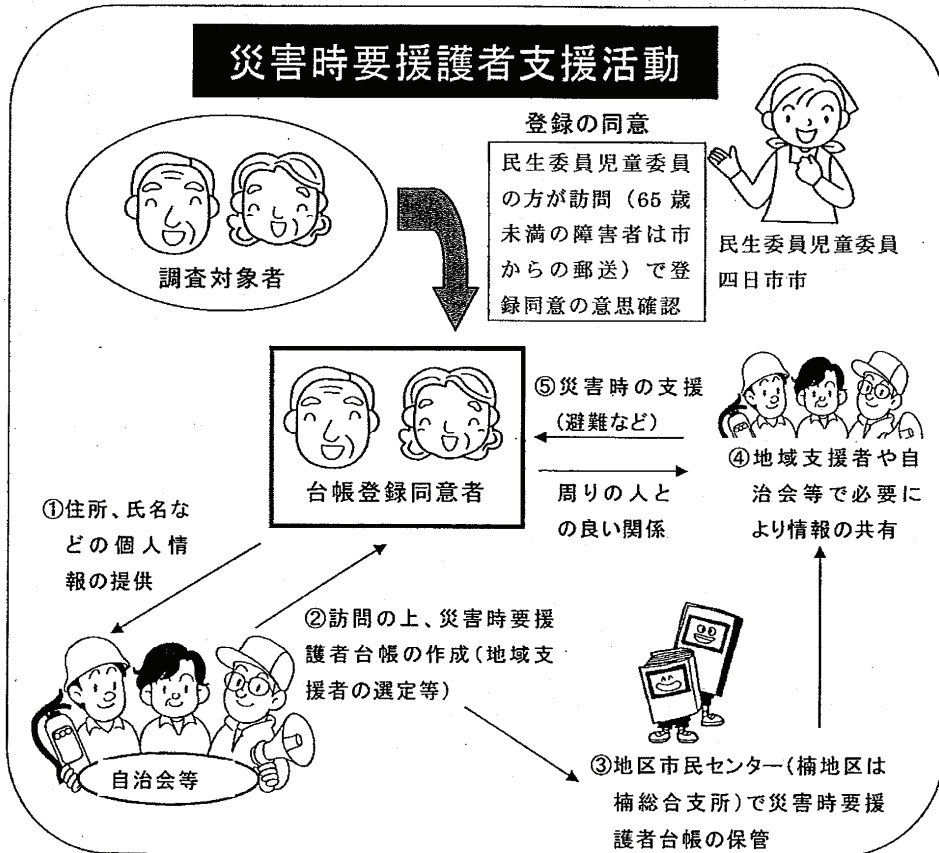 災害時要援護者支援活動
登録の同意
民生委員児童委員
の方が訪問（65歳
未満の障害者は市
からの郵送）で登
録同意の意思確認
民生委員児童委員
四日市市
調査対象者
台帳登録同意者
⑤災害時の支援
(避難など)
周りの人と
の良い関係
④地域支援者や自
治会等で必要に
より情報の共有
①住所、氏名な
どの個人情
報の提供
②訪問の上、災害時要援
護者台帳の作成(地域支
援者の選定等)
自治会等
③地区市民センター(楠地区は
楠総合支所)で災害時要援
護者台帳の保管